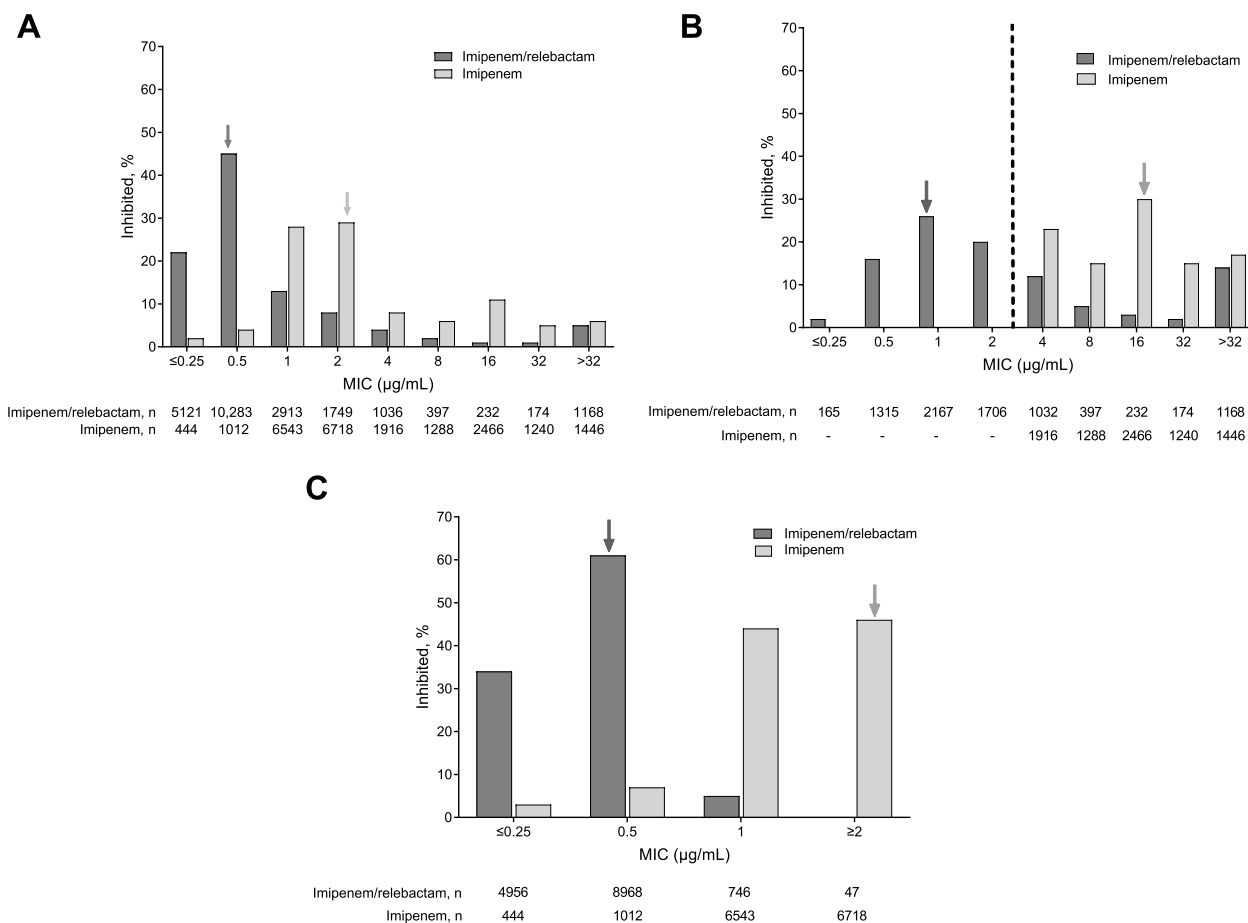 A
70
60
50
40
30
20
10
0
Inhibited, %
Imipenem/relebactam
Imipenem
≤0.25 0.5 1 2 4 8 16 32 >32
MIC (µg/mL)
Imipenem/relebactam, n 5121 10,283 2913 1749 1036 397 232 174 1168
Imipenem, n 444 1012 6543 6718 1916 1288 2466 1240 1446
B
70
60
50
40
30
20
10
0
Inhibited, %
Imipenem/relebactam
Imipenem
≤0.25 0.5 1 2 4 8 16 32 >32
MIC (µg/mL)
Imipenem/relebactam, n 165 1315 2167 1706 1032 397 232 174 1168
Imipenem, n - - - - 1916 1288 2466 1240 1446
C
70
60
50
40
30
20
10
0
Inhibited, %
Imipenem/relebactam
Imipenem
≤0.25 0.5 1 ≥2
MIC (µg/mL)
Imipenem/relebactam, n 4956 8968 746 47
Imipenem, n 444 1012 6543 6718